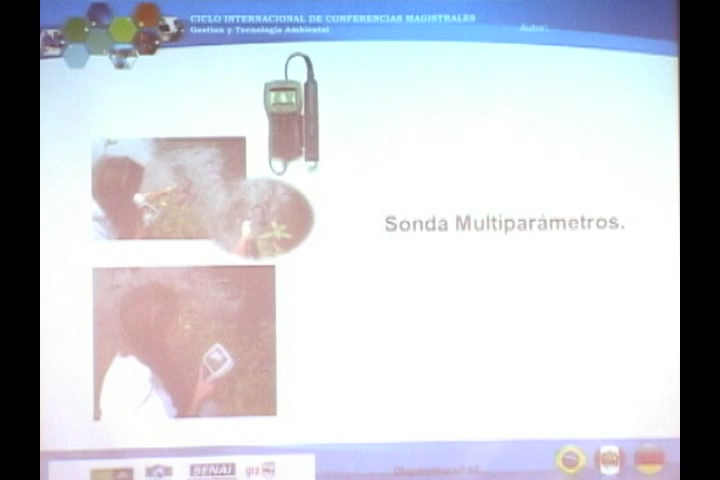 CICLO INTERNACIONAL DE CONFERENCIAS MAGISTRALES
Gestión y Tecnología Ambiental
Autor:
Sonda Multiparámetros.
SENAI
giz